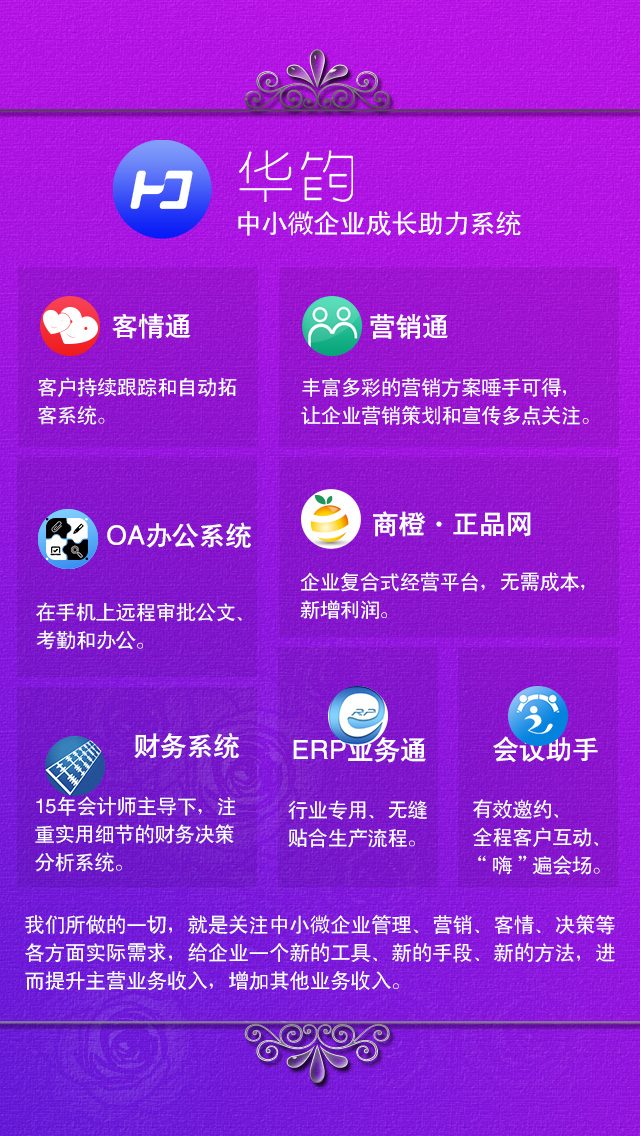 华钧
中小微企业成长助力系统
客情通
客户持续跟踪和自动拓
客系统。
营销通
丰富多彩的营销方案唾手可得，
让企业营销策划和宣传多点关注。
OA办公系统
在手机上远程审批公文、
考勤和办公。
商橙·正品网
企业复合式经营平台，无需成本，
新增利润。
财务系统
15年会计师主导下，注
重实用细节的财务决策
分析系统。
RP
ERP业务通
行业专用、无缝
贴合生产流程。
会议助手
有效邀约、
全程客户互动、
“嗨”遍会场。
我们所做的一切，就是关注中小微企业管理、营销、客情、决策等
各方面实际需求，给企业一个新的工具、新的手段、新的方法，进
而提升主营业务收入，增加其他业务收入。